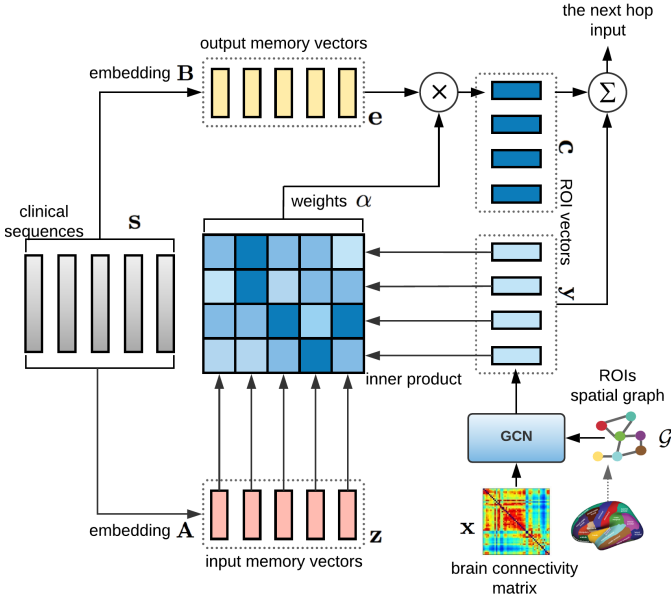 the next hop
input
output memory vectors
embedding B
e
×
Σ
c
ROI vectors
clinical
sequences
s
weights α
y
inner product
ROIs
spatial graph
GCN
𝒢
embedding A
z
x
input memory vectors
brain connectivity
matrix